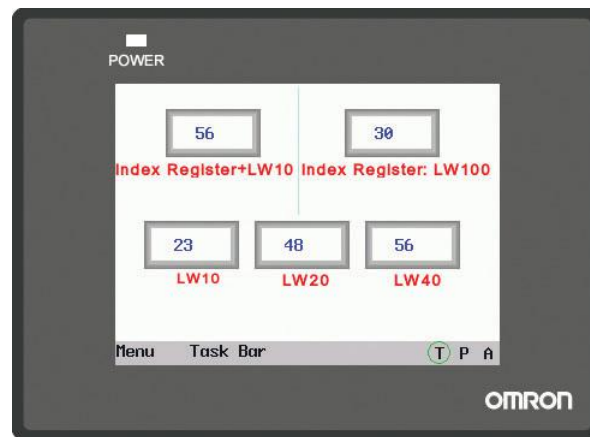 POWER
56
30
Index Register+LW10
Index Register: LW100
23
48
56
LW10
LW20
LW40
Menu
Task Bar
T P A
OMRON